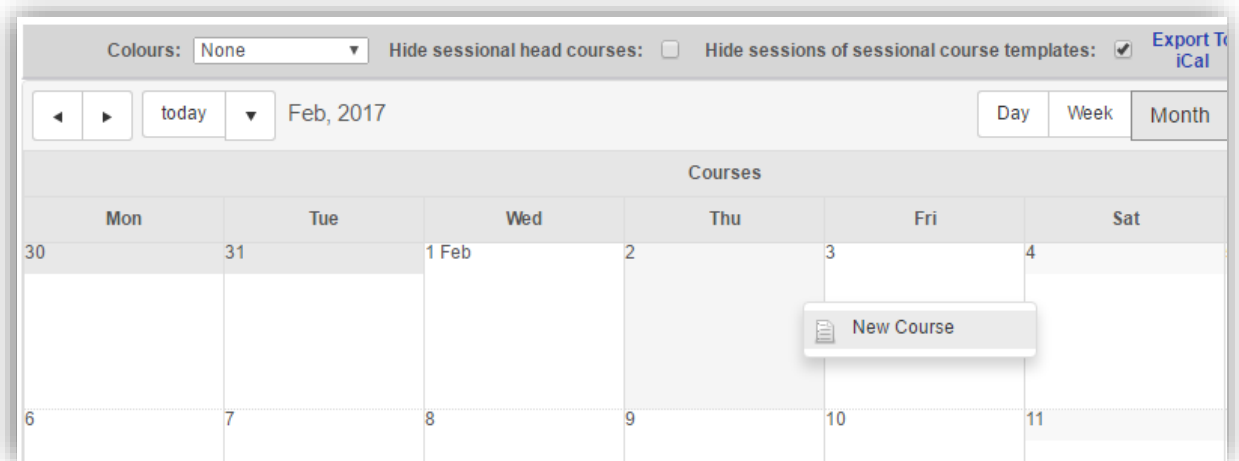 Colours: None Hide sessional head courses: Hide sessions of sessional course templates: Export To
iCal
today Feb, 2017 Day Week Month
Courses
Mon Tue Wed Thu Fri Sat
30 31 1 Feb 2 3 4
New Course
6 7 8 9 10 11